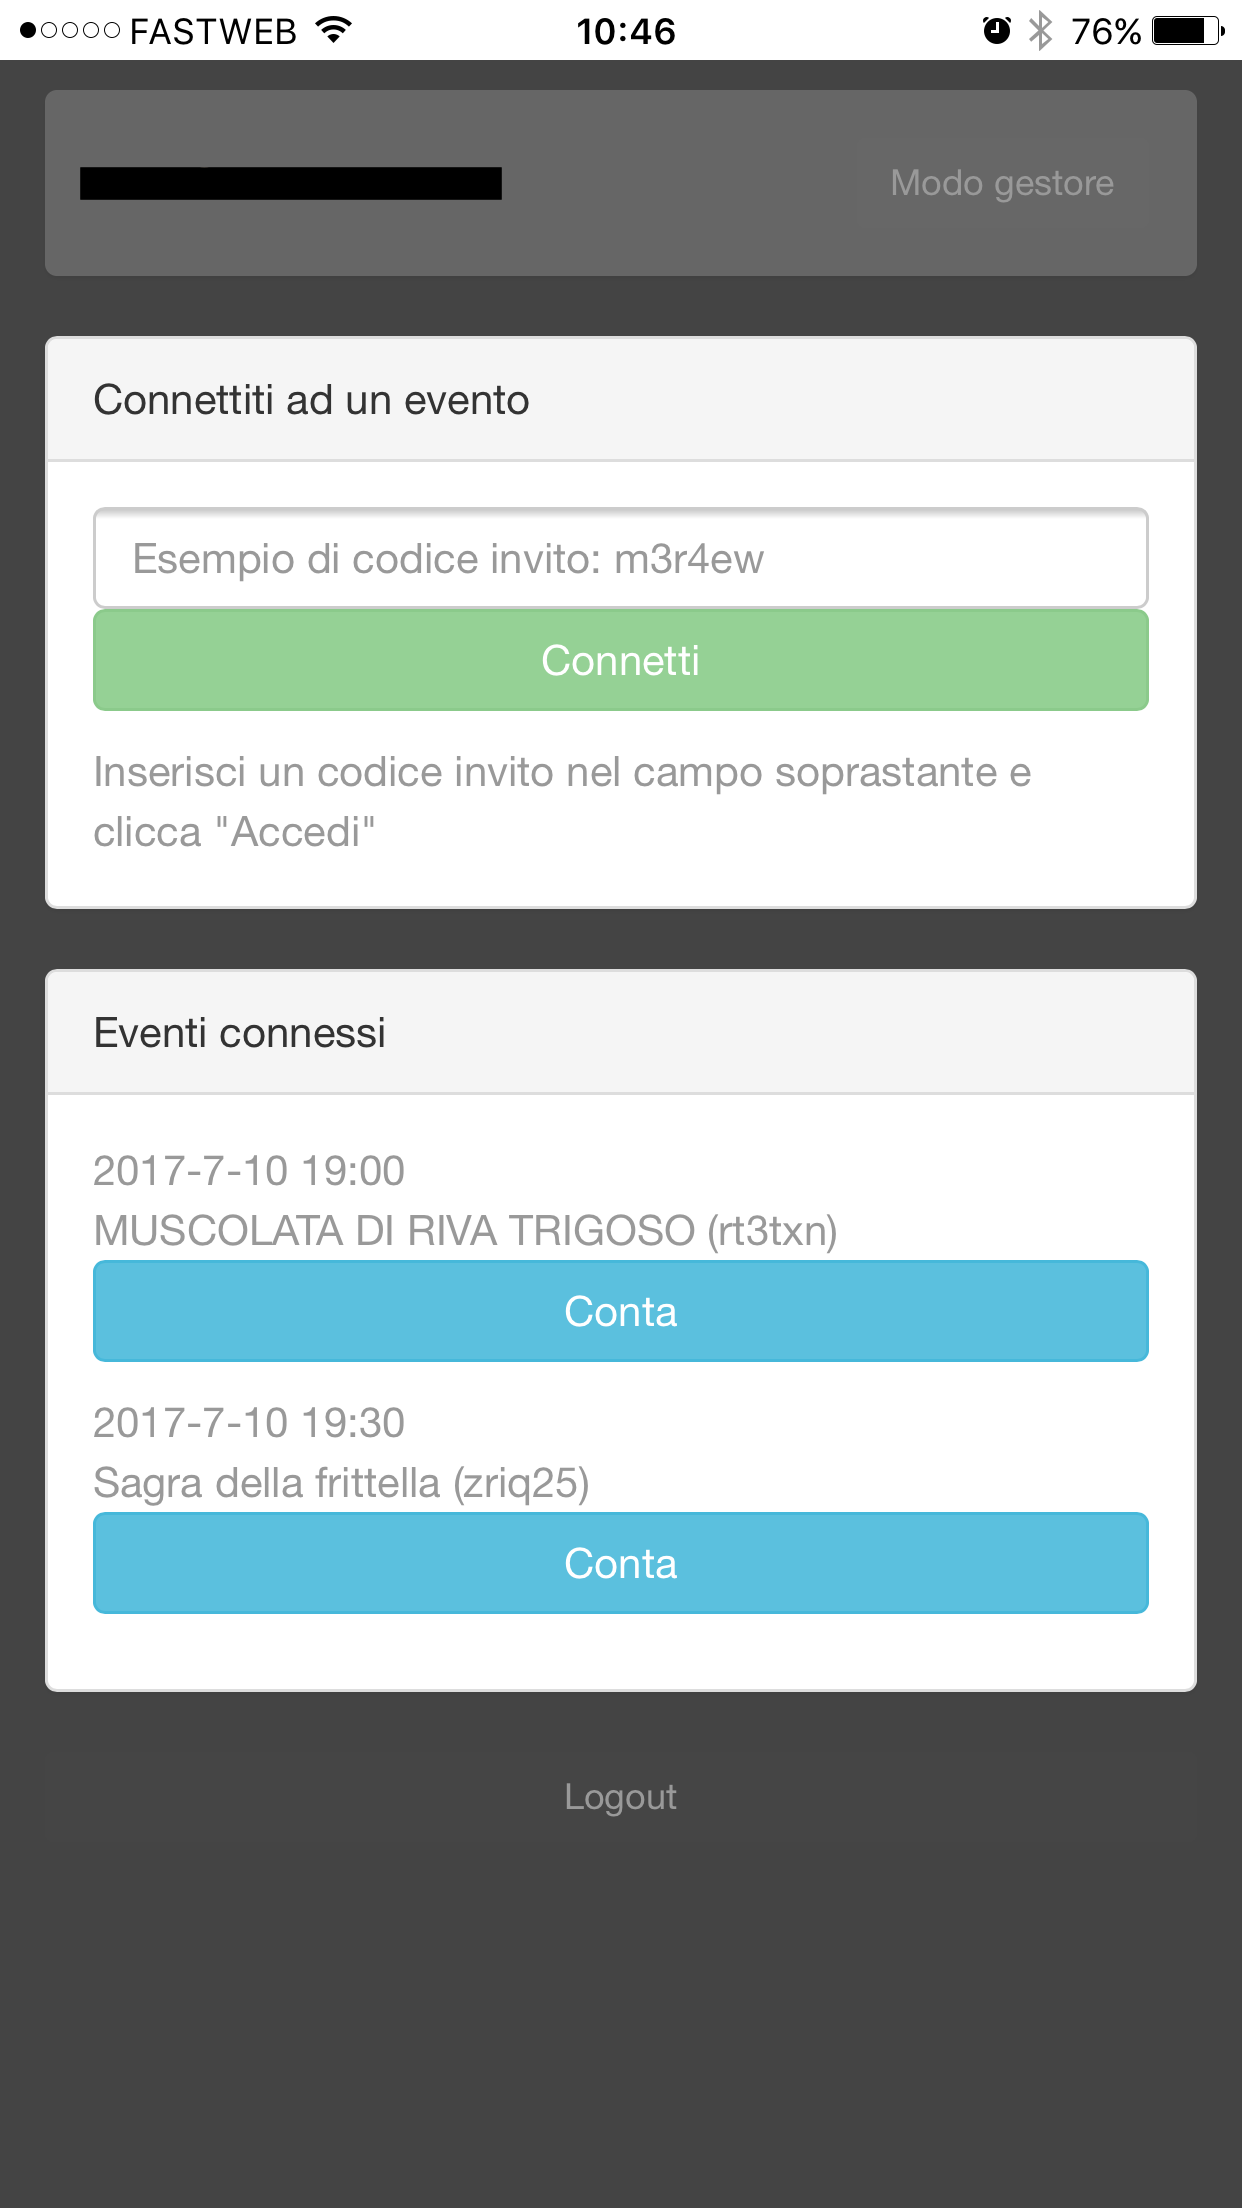 FASTWEB 10:46 76%
Modo gestore
Connettiti ad un evento
Esempio di codice invito: m3r4ew
Connetti
Inserisci un codice invito nel campo soprastante e
clicca "Accedi"
Eventi connessi
2017-7-10 19:00
MUSCOLATA DI RIVA TRIGOSO (rt3txn)
Conta
2017-7-10 19:30
Sagra della frittella (zriq25)
Conta
Logout